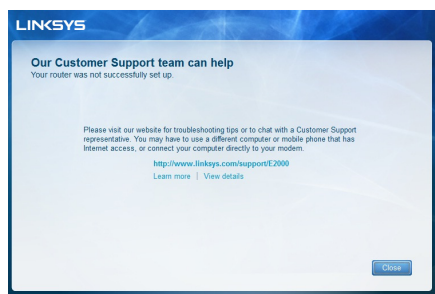 LINKSYS
Our Customer Support team can help
Your router was not successfully set up.
Please visit our website for troubleshooting tips or to chat with a Customer Support
representative. You may have to use a different computer or mobile phone that has
Internet access, or connect your computer directly to your modem.
http://www.linksys.com/support/E2000
Learn more | View details
Close